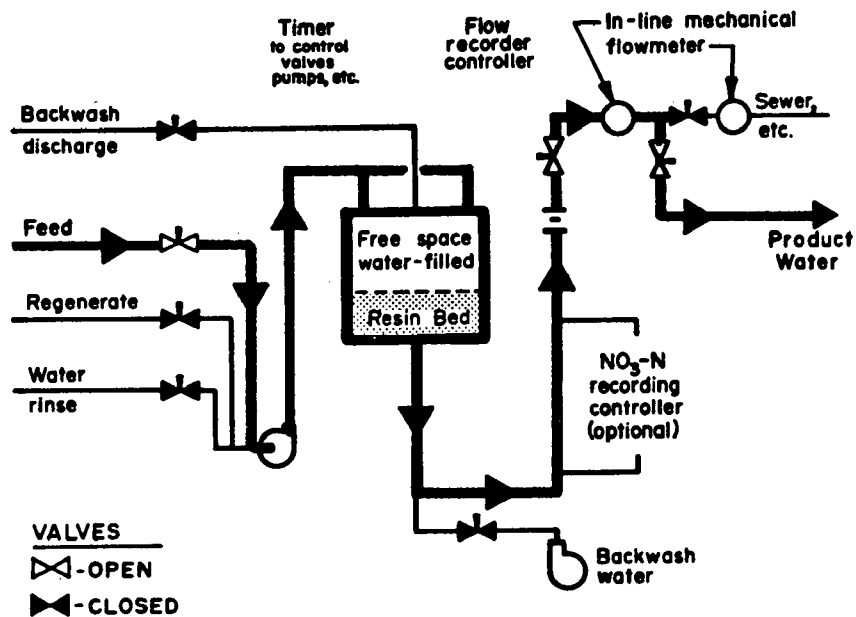 Timer
to control
valves
pumps, etc.
Flow
recorder
controller
In-line mechanical
flowmeter
Backwash
discharge
Sewer,
etc.
Feed
Free space
water-filled
Product
Water
Regenerate
Resin Bed
Water
rinse
NO3-N
recording
controller
(optional)
VALVES
-OPEN
-CLOSED
Backwash
water